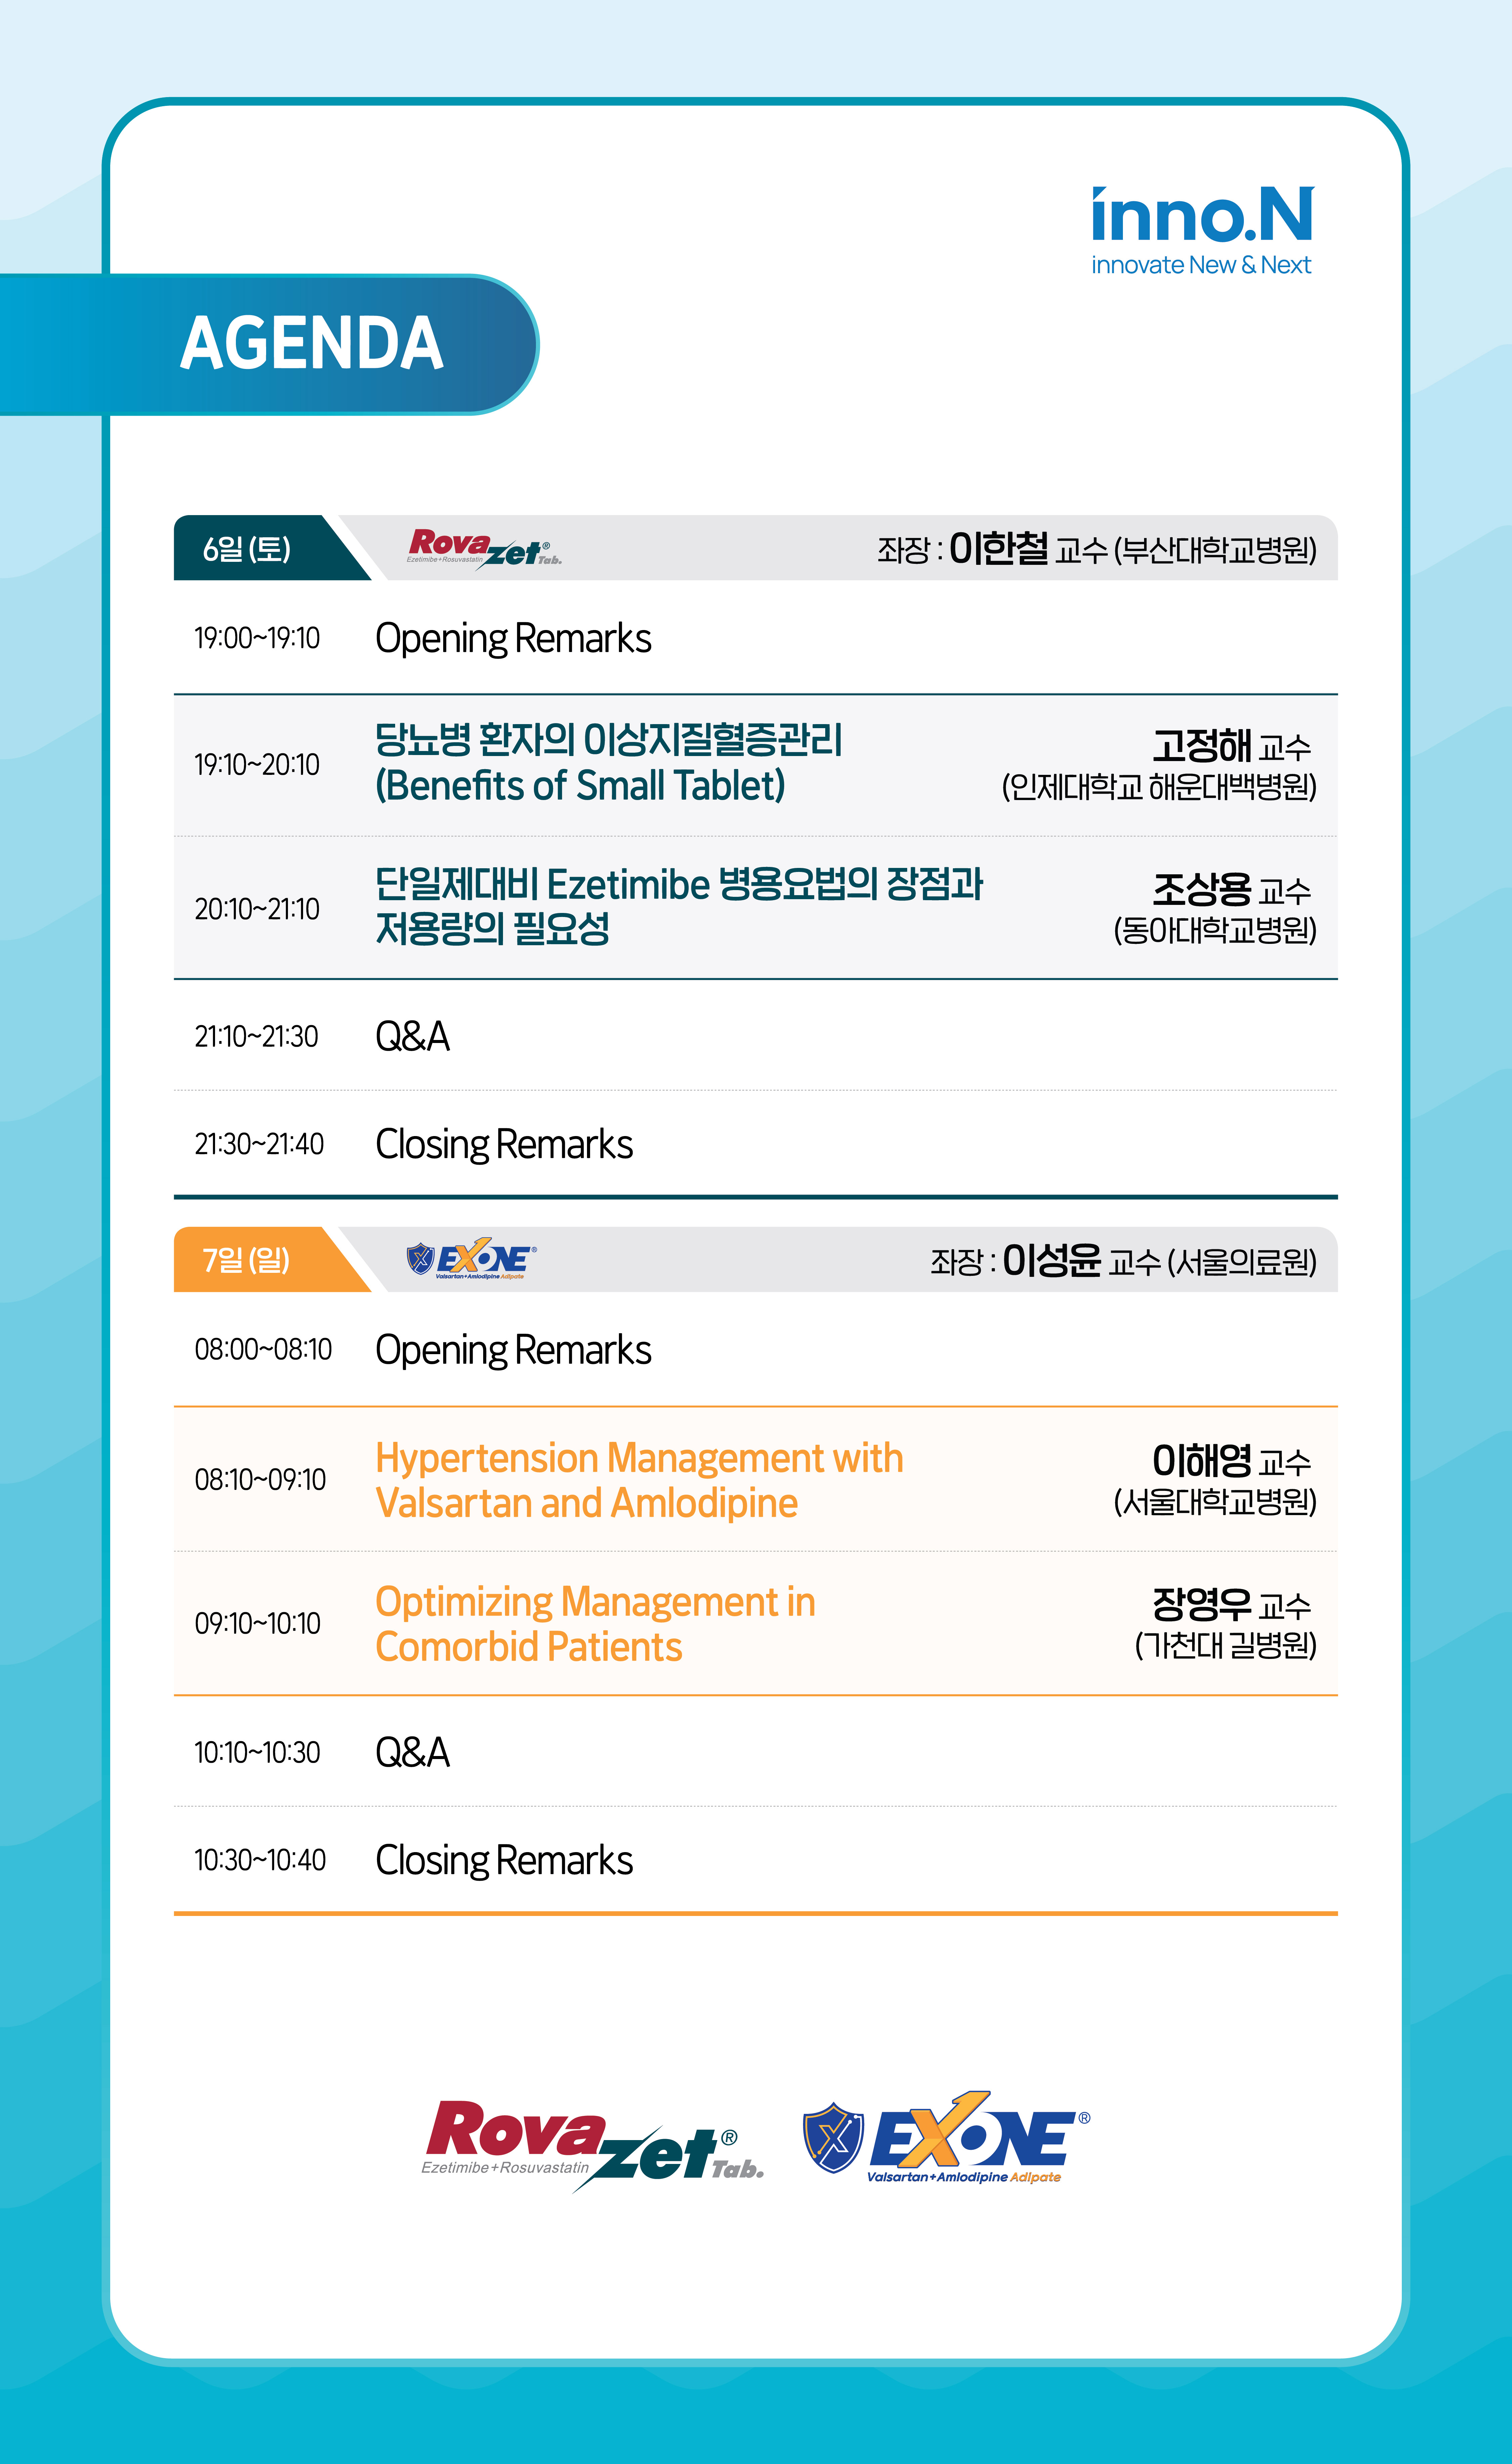 inno.N
innovate New & Next
AGENDA
6일 (토)
Rovazet® Tab.
Ezetimibe+Rosuvastatin
좌장 : 이한철 교수 (부산대학교병원)
19:00~19:10 Opening Remarks
19:10~20:10
당뇨병 환자의 이상지질혈증관리
(Benefits of Small Tablet)
고정해 교수
(인제대학교 해운대백병원)
20:10~21:10
단일제대비 Ezetimibe 병용요법의 장점과
저용량의 필요성
조상용 교수
(동아대학교병원)
21:10~21:30 Q&A
21:30~21:40 Closing Remarks
7일 (일)
X EXONE®
Valsartan+Amlodipine Adipate
좌장 : 이성윤 교수 (서울의료원)
08:00~08:10 Opening Remarks
08:10~09:10
Hypertension Management with
Valsartan and Amlodipine
이해영 교수
(서울대학교병원)
09:10~10:10
Optimizing Management in
Comorbid Patients
장영우 교수
(가천대 길병원)
10:10~10:30 Q&A
10:30~10:40 Closing Remarks
Rovazet® Tab.
Ezetimibe+Rosuvastatin
X EXONE®
Valsartan+Amlodipine Adipate